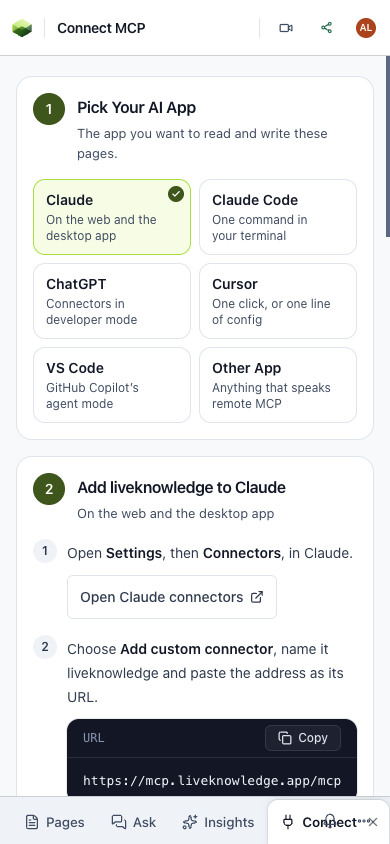 Connect MCP
AL
1
Pick Your AI App
The app you want to read and write these
pages.
Claude
On the web and the
desktop app
Claude Code
One command in
your terminal
ChatGPT
Connectors in
developer mode
Cursor
One click, or one line
of config
VS Code
GitHub Copilot's
agent mode
Other App
Anything that speaks
remote MCP
2
Add liveknowledge to Claude
On the web and the desktop app
1
Open Settings, then Connectors, in Claude.
Open Claude connectors
2
Choose Add custom connector, name it
liveknowledge and paste the address as its
URL.
URL
Copy
https://mcp.liveknowledge.app/mcp
Pages
Ask
Insights
Connect